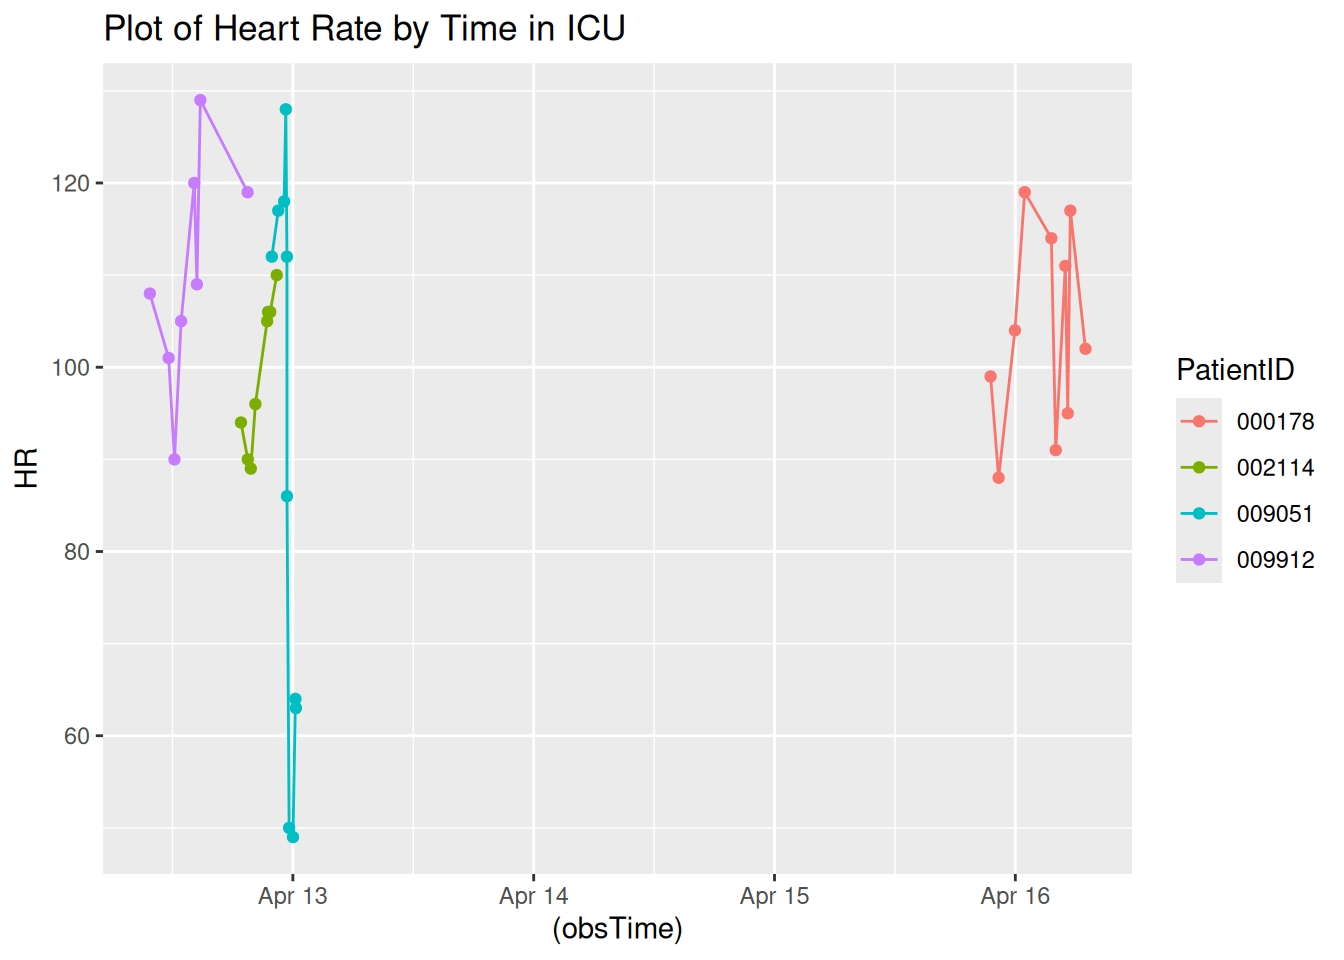 Plot of Heart Rate by Time in ICU
120
100
80
60
HR
Apr 13
Apr 14
Apr 15
Apr 16
(obsTime)
PatientID
000178
002114
009051
009912